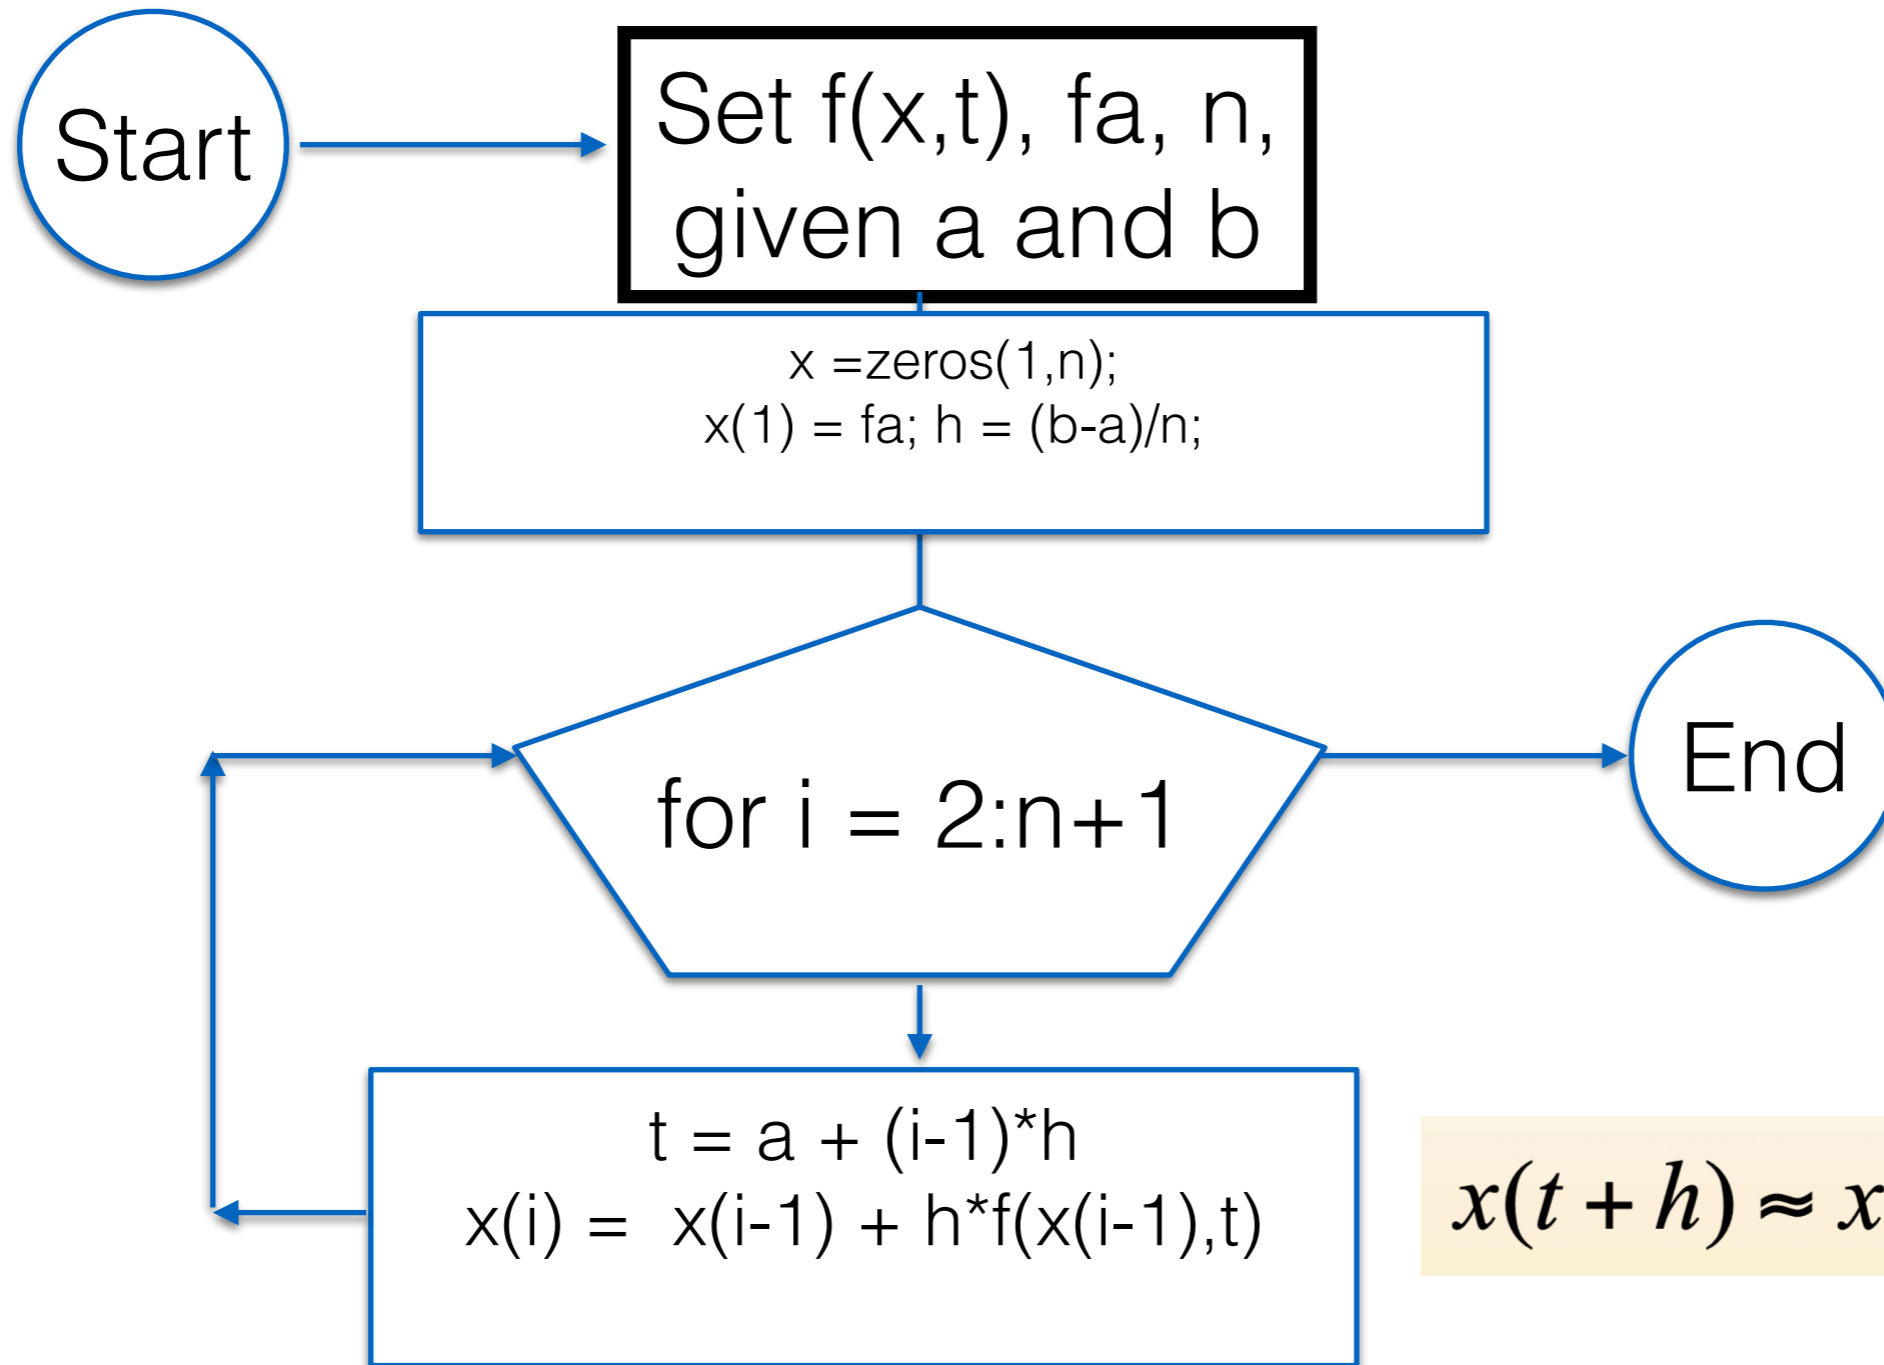 Start
Set f(x,t), fa, n,
given a and b
x =zeros(1,n);
x(1) = fa; h = (b-a)/n;
for i = 2:n+1
End
t = a + (i-1)*h
x(i) =  x(i-1) + h*f(x(i-1),t)
x(t + h) ≈ x